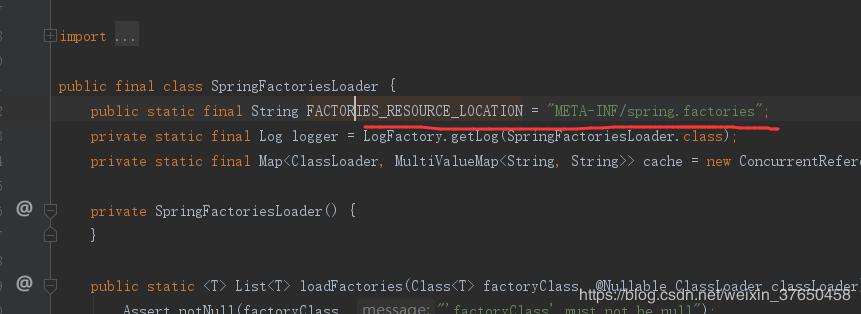 import ...
public final class SpringFactoriesLoader {
public static final String FACTORIES_RESOURCE_LOCATION = "META-INF/spring.factories";
private static final Log logger = LogFactory.getLog(SpringFactoriesLoader.class);
private static final Map<ClassLoader, MultiValueMap<String, String>> cache = new ConcurrentRefere
@ private SpringFactoriesLoader() {
}
@ public static <T> List<T> loadFactories(Class<T> factoryClass, @Nullable ClassLoader classLoader
https://blog.csdn.net/weixin_37650458
Assert.notNull(factoryClass, message: "'factoryClass' must not be null");